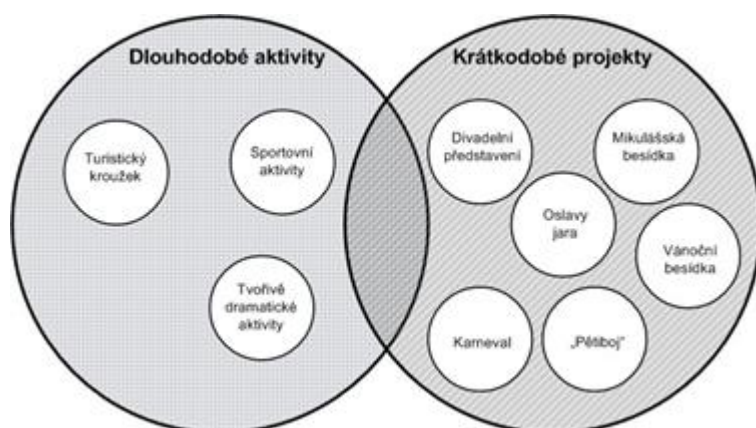 Dlouhodobé aktivity
Turistický
kroužek
Sportovní
aktivity
Tvořivě
dramatické
aktivity
Krátkodobé projekty
Divadelní
představení
Mikulášská
besídka
Oslavy
jara
Vánoční
besídka
Karneval
„Pětiboj“